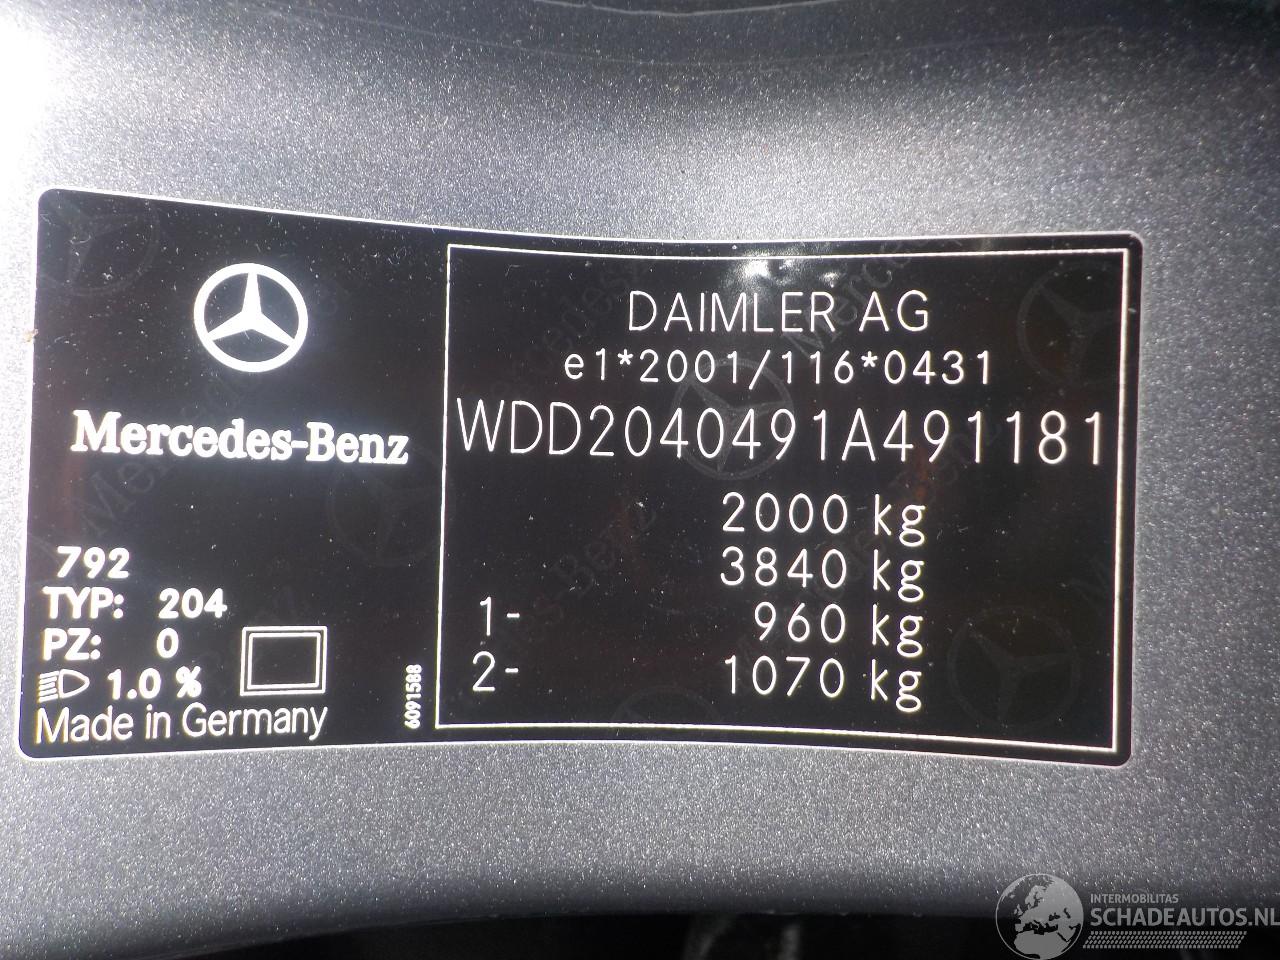 Mercedes-Benz
792
TYP: 204
PZ: 0
1.0 %
Made in Germany
6091588
DAIMLER AG
e1*2001/116*0431
WDD2040491A491181
2000 kg
3840 kg
1- 960 kg
2- 1070 kg
INTERMOBILITAS
SCHADEAUTOS.NL